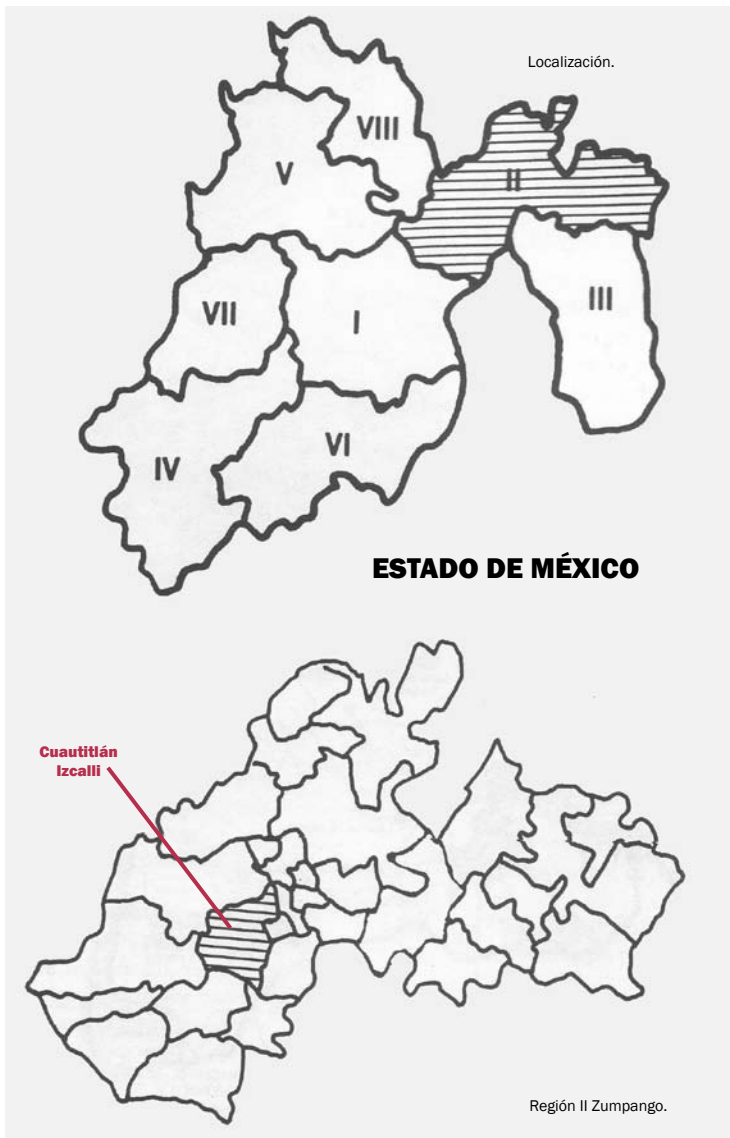 Localización.
VIII
V
II
VII
I
III
IV
VI
ESTADO DE MÉXICO
Cuautitlán
Izcalli
Región II Zumpango.